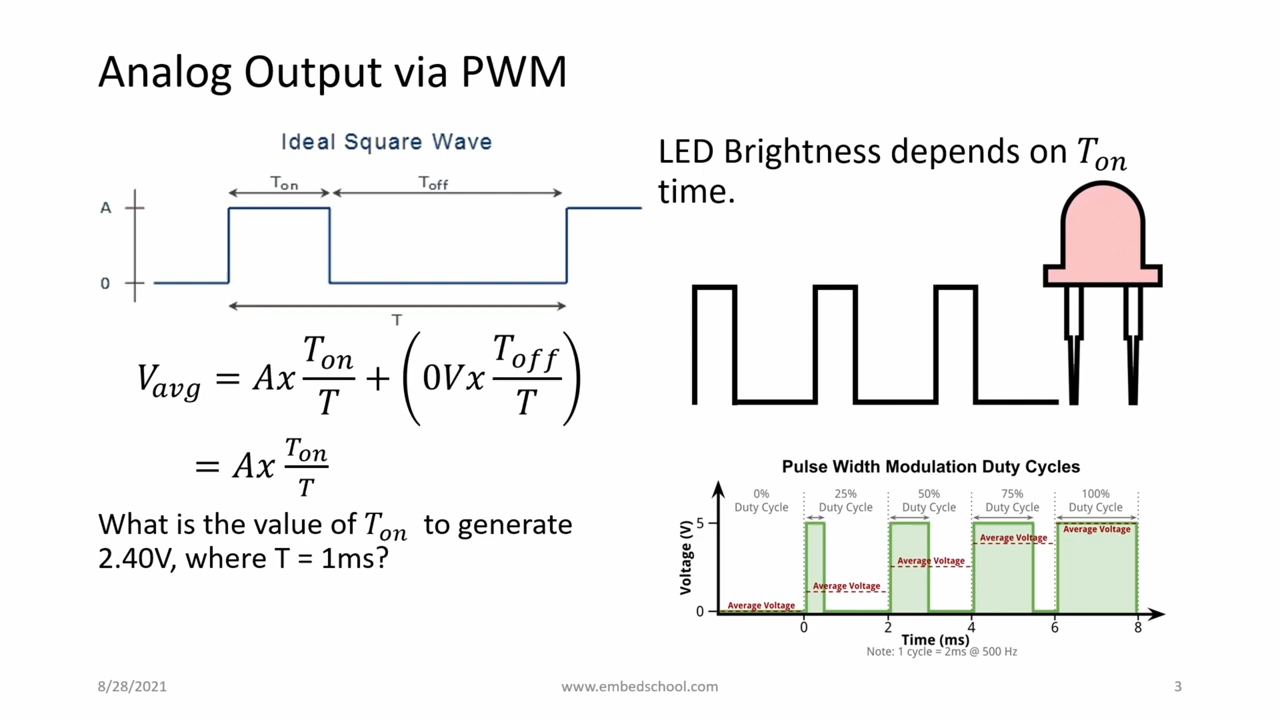 Analog Output via PWM
Ideal Square Wave
T_on T_off
A
0
T
V_avg = Ax T_on/T + (0Vx T_off/T)
= Ax T_on/T
What is the value of T_on to generate
2.40V, where T = 1ms?
LED Brightness depends on T_on
time.
Pulse Width Modulation Duty Cycles
0% 25% 50% 75% 100%
Duty Cycle Duty Cycle Duty Cycle Duty Cycle Duty Cycle
5
Voltage (V)
Average Voltage Average Voltage Average Voltage Average Voltage Average Voltage
0
0 2 4 6 8
Time (ms)
Note: 1 cycle = 2ms @ 500 Hz
8/28/2021 www.embedschool.com 3